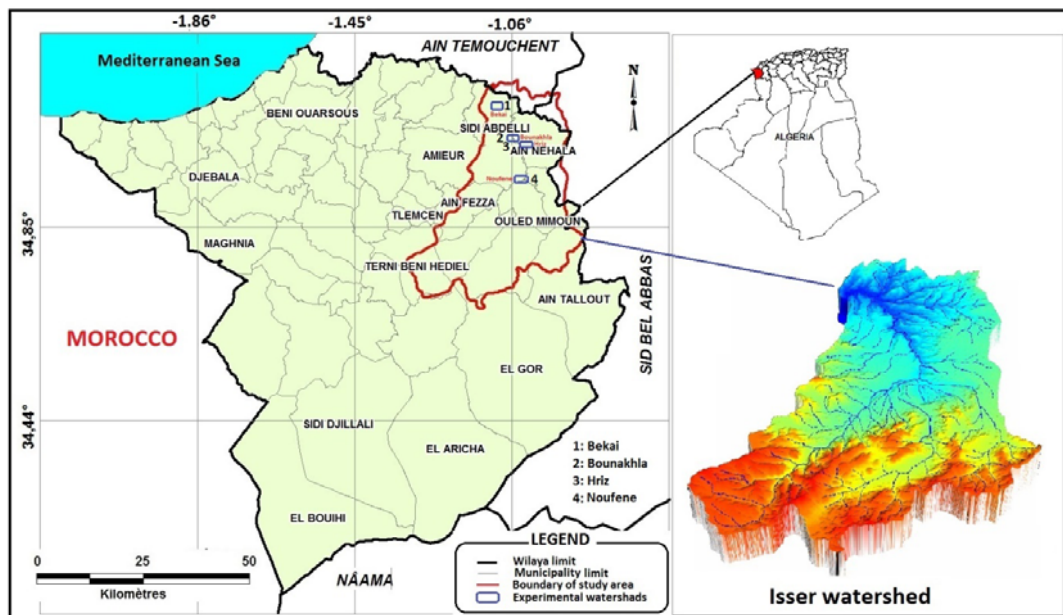 -1.86°
-1.45°
-1.06°
Mediterranean Sea
AIN TEMOUCHENT
N
BENI OUARSOUS
1
Bekai
SIDI ABDELLI
2
Bounakhla
3
Hriz
AIN NEHALA
AMIEUR
DJEBALA
Noufene
4
AIN FEZZA
TLEMCEN
OULED MIMOUN
34,85°
MAGHNIA
TERNI BENI HEDIEL
AIN TALLOUT
SID BEL ABBAS
MOROCCO
EL GOR
34,44°
SIDI DJILLALI
EL ARICHA
1: Bekai
2: Bounakhla
3: Hriz
4: Noufene
EL BOUIHI
NÂAMA
0 25 50
Kilomètres
LEGEND
Wilaya limit
Municipality limit
Boundary of study area
Experimental watershads
ALGERIA
Isser watershed